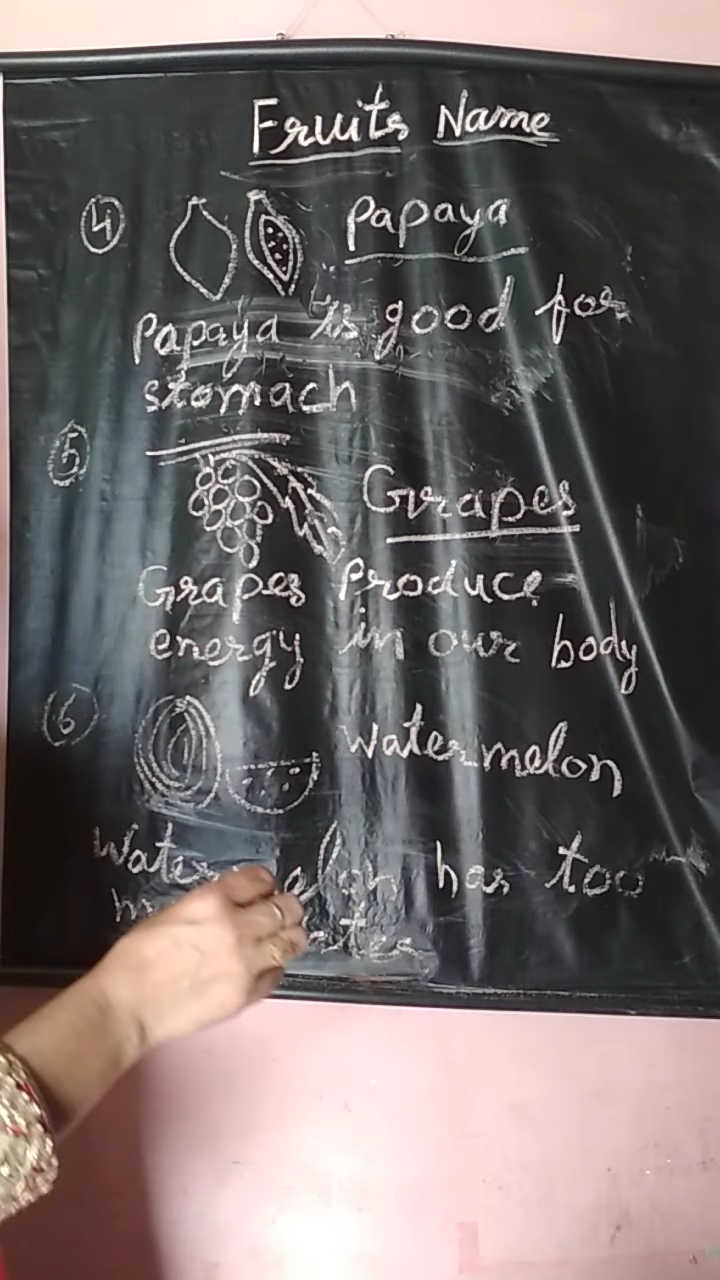 Fruits Name
4 Papaya
Papaya is good for
stomach
5 Grapes
Grapes Produce
energy in our body
6 Watermelon
has too